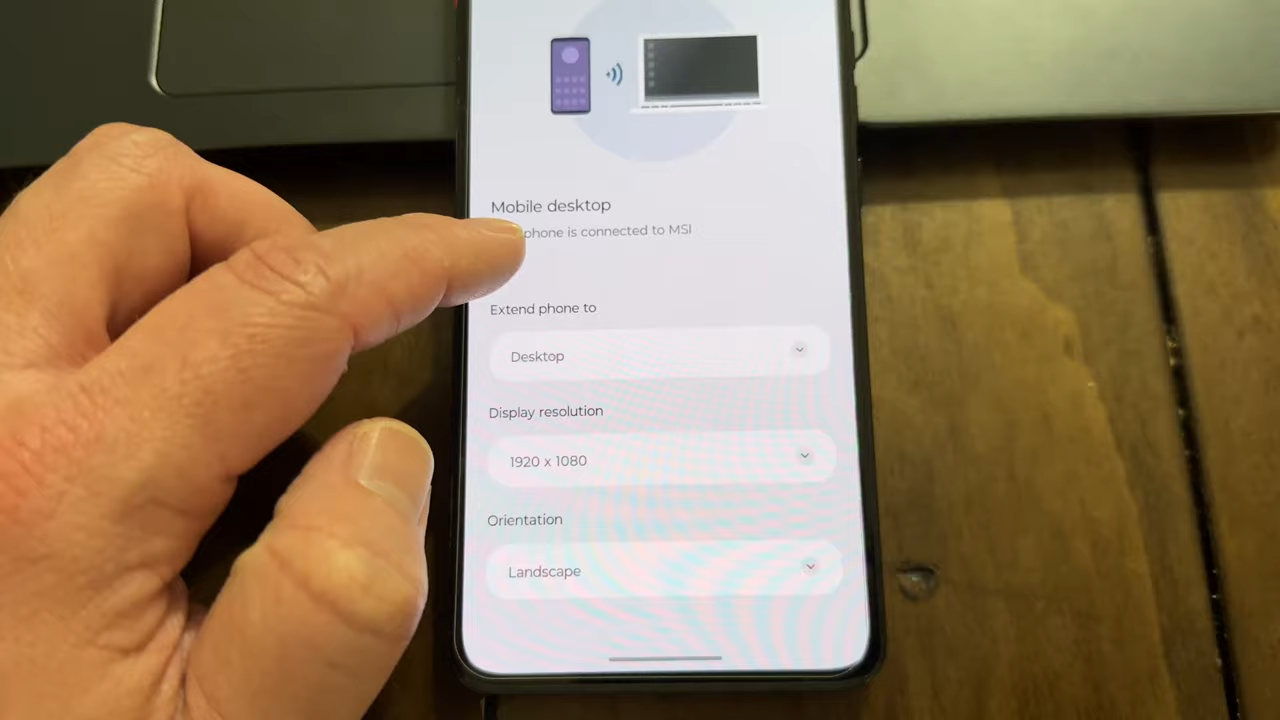 Mobile desktop
phone is connected to MSI
Extend phone to
Desktop
Display resolution
1920 x 1080
Orientation
Landscape